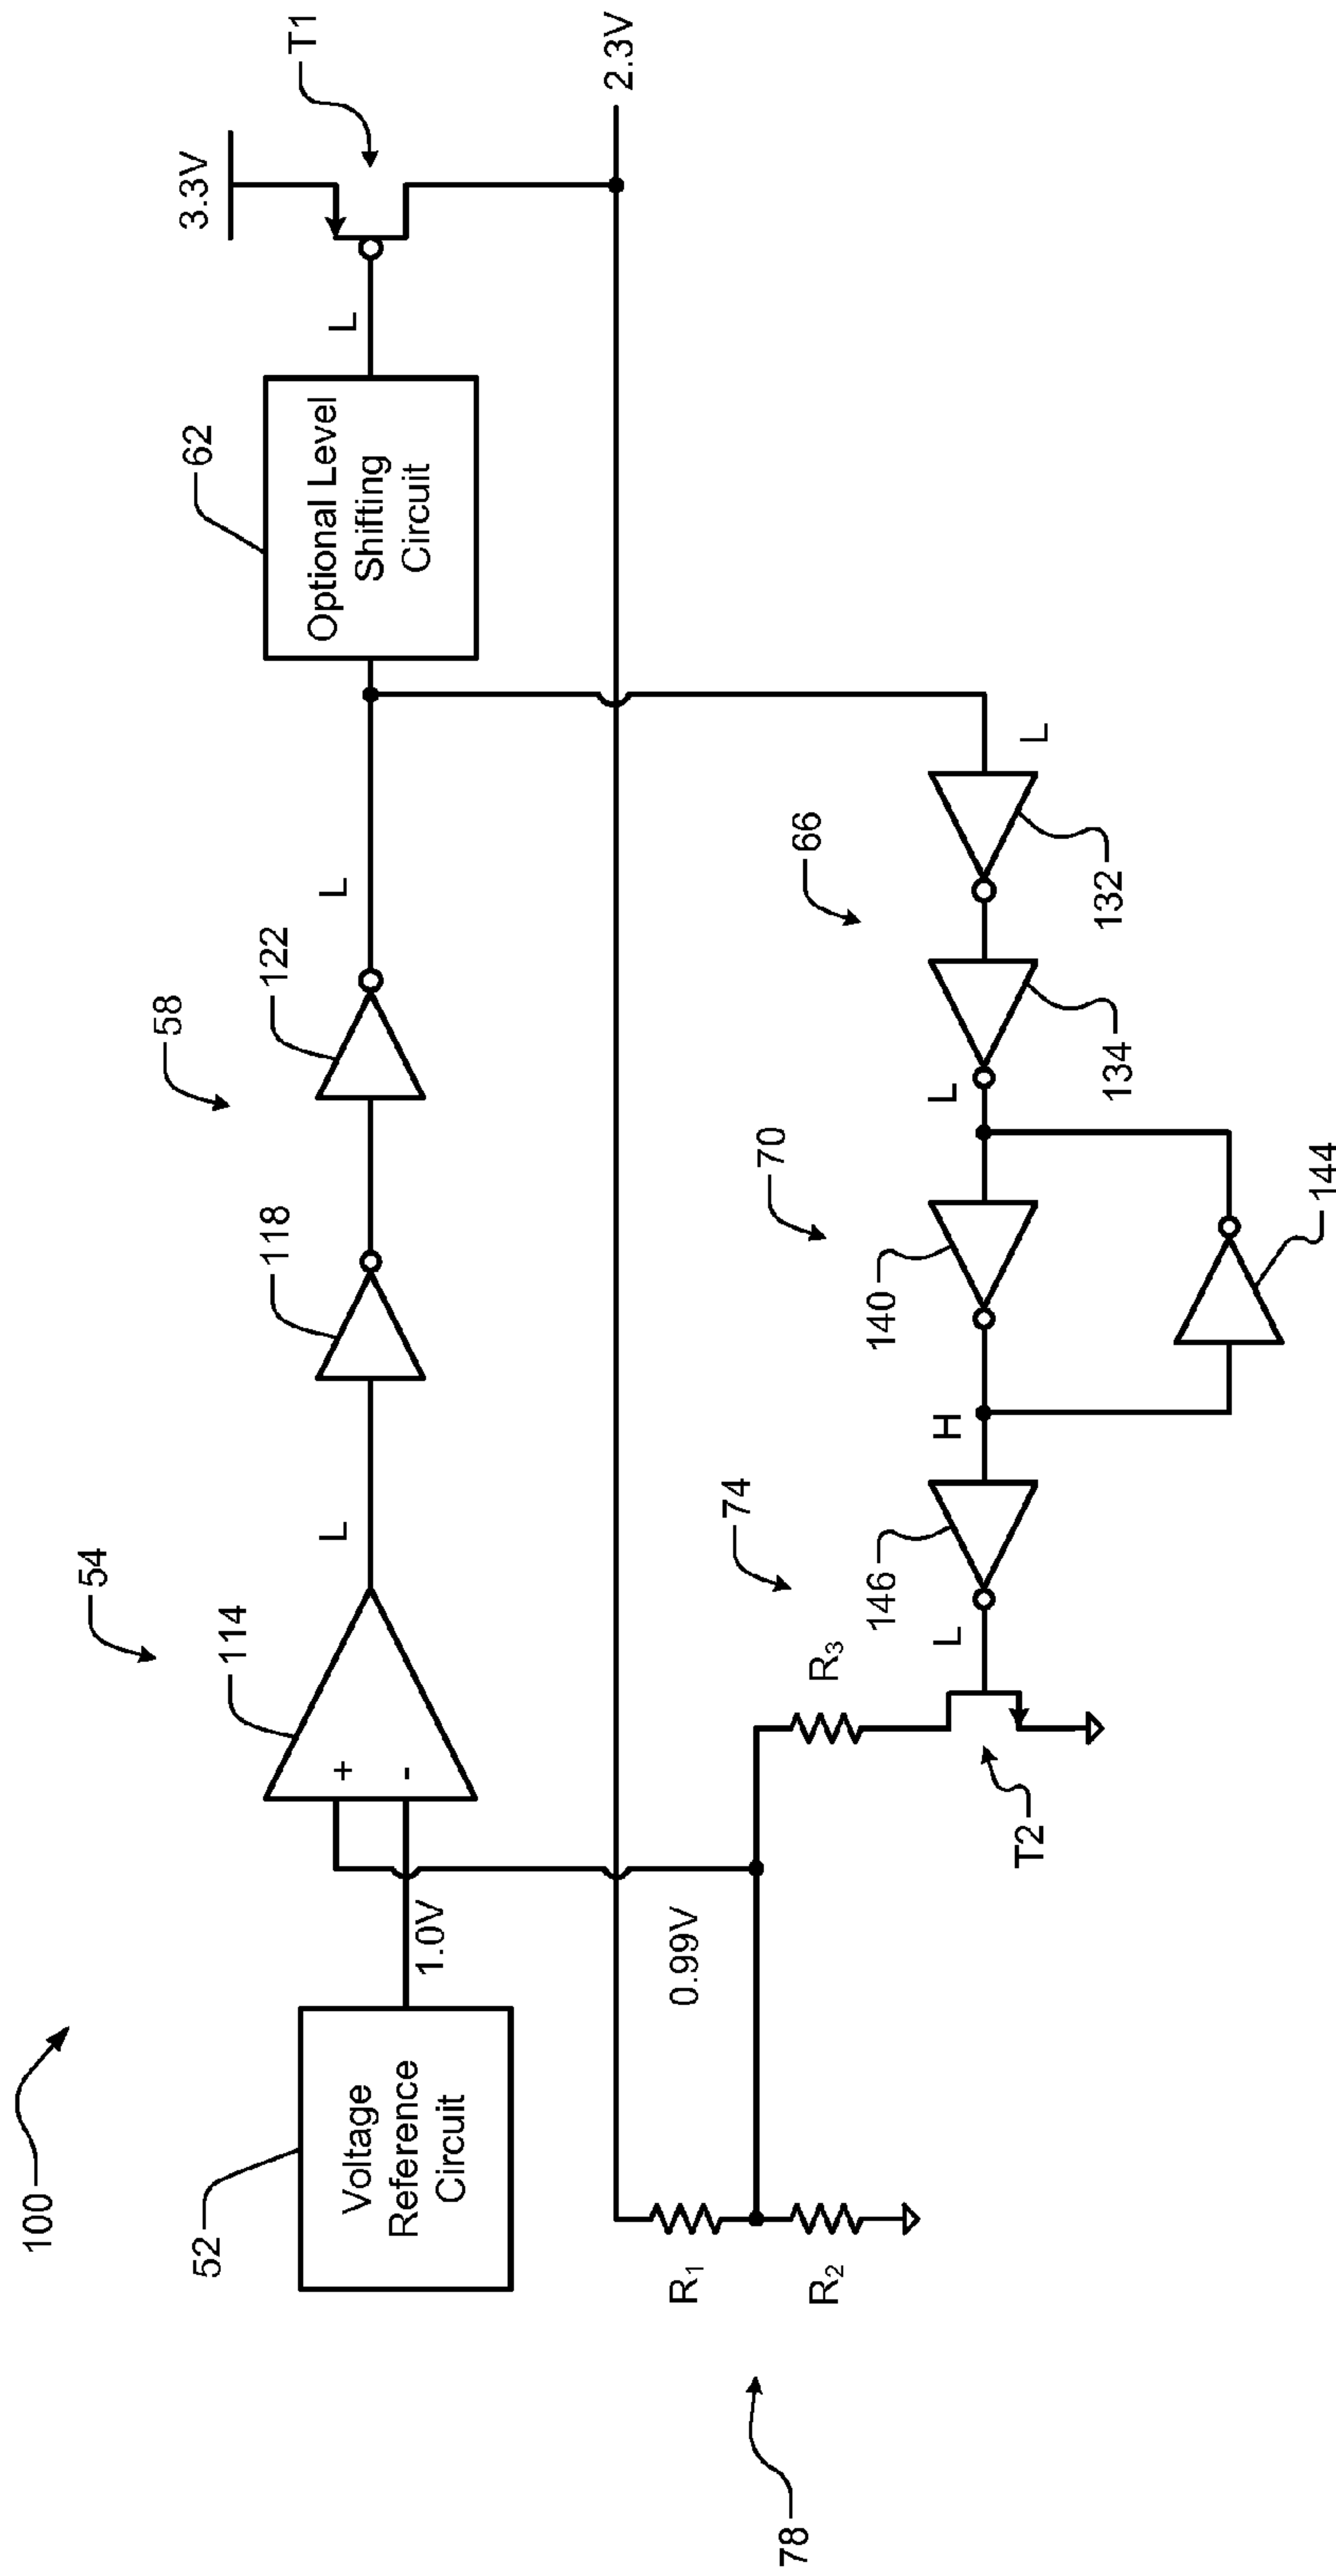 100
52
Voltage
Reference
Circuit
1.0V
54
114
+
-
L
58
118
122
L
62
Optional Level
Shifting
Circuit
L
3.3V
T1
2.3V
78
R₁
R₂
0.99V
R₃
T2
74
L
146
H
70
140
144
L
66
134
132
L